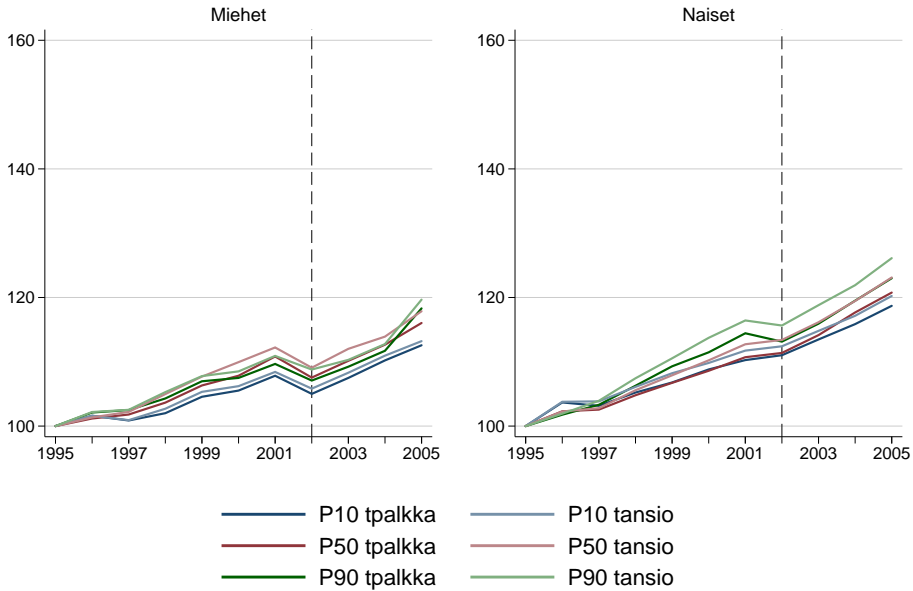 Miehet
160
140
120
100
1995 1997 1999 2001 2003 2005
Naiset
160
140
120
100
1995 1997 1999 2001 2003 2005
P10 tpalkka P10 tansio
P50 tpalkka P50 tansio
P90 tpalkka P90 tansio